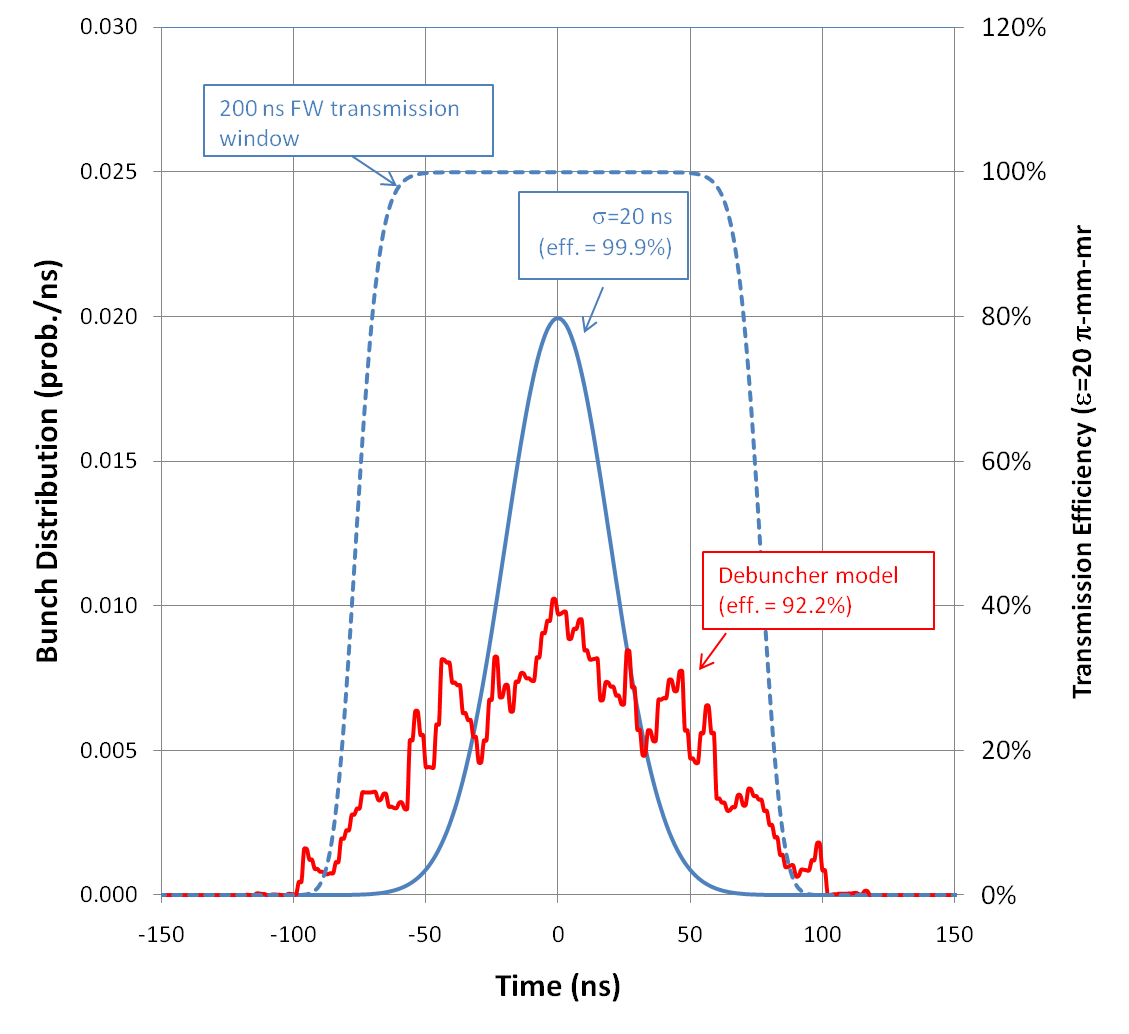 0.030
0.025
0.020
0.015
0.010
0.005
0.000
120%
100%
80%
60%
40%
20%
0%
-150
-100
-50
0
50
100
150
Time (ns)
Bunch Distribution (prob./ns)
Transmission Efficiency (ε=20 π-mm-mr
200 ns FW transmission
window
σ=20 ns
(eff. = 99.9%)
Debuncher model
(eff. = 92.2%)